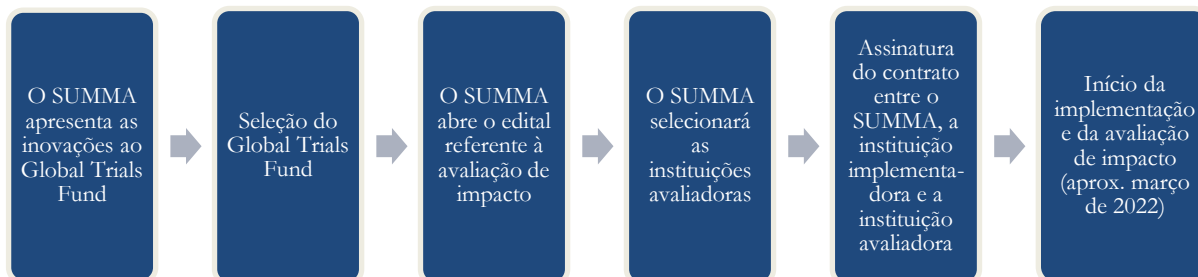 O SUMMA
apresenta as
inovações ao
Global Trials
Fund
Seleção do
Global Trials
Fund
O SUMMA
abre o edital
referente à
avaliação de
impacto
O SUMMA
selecionará
as
instituições
avaliadoras
Assinatura
do contrato
entre o
SUMMA, a
instituição
implementa-
dora e a
instituição
avaliadora
Início da
implementação
e da avaliação
de impacto
(aprox. março
de 2022)